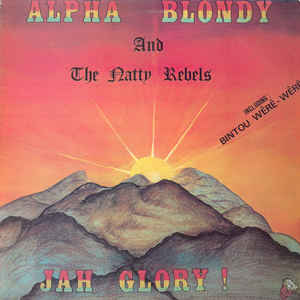 ALPHA BLONDY
And
The Natty Rebels
INCLUDING
BINTOU WÉRÉ-WÉRÉ
JAH GLORY !